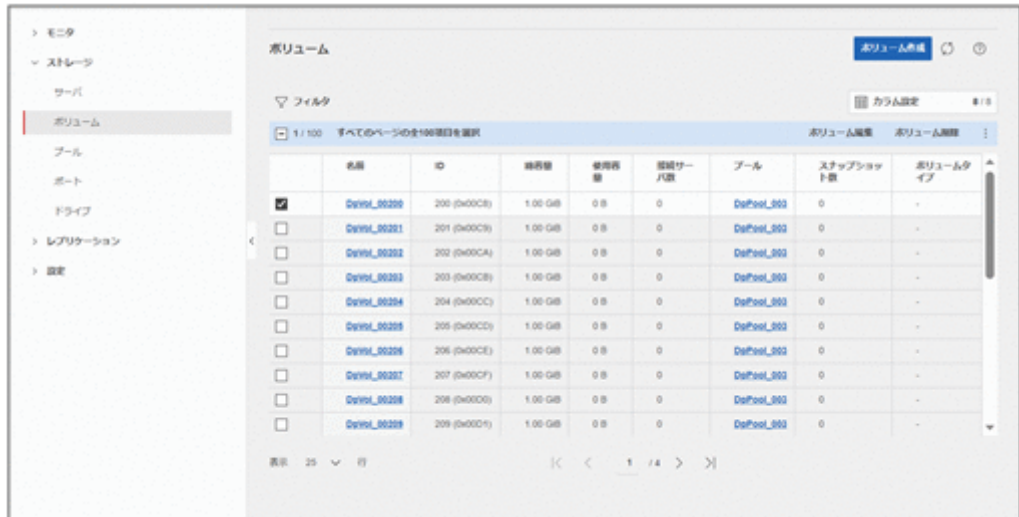 モニタ
ストレージ
サーバ
ボリューム
プール
ポート
ドライブ
レプリケーション
設定
ボリューム
ボリューム作成
フィルタ
カラム設定 8 / 8
1 / 100 すべてのページの全100項目を選択 ボリューム編集 ボリューム削除
名前 ID 総容量 使用容量 接続サーバ数 プール スナップショット数 ボリュームタイプ
DpVol_00200 200 (0x00C8) 1.00 GiB 0 B 0 DpPool_003 0 -
DpVol_00201 201 (0x00C9) 1.00 GiB 0 B 0 DpPool_003 0 -
DpVol_00202 202 (0x00CA) 1.00 GiB 0 B 0 DpPool_003 0 -
DpVol_00203 203 (0x00CB) 1.00 GiB 0 B 0 DpPool_003 0 -
DpVol_00204 204 (0x00CC) 1.00 GiB 0 B 0 DpPool_003 0 -
DpVol_00205 205 (0x00CD) 1.00 GiB 0 B 0 DpPool_003 0 -
DpVol_00206 206 (0x00CE) 1.00 GiB 0 B 0 DpPool_003 0 -
DpVol_00207 207 (0x00CF) 1.00 GiB 0 B 0 DpPool_003 0 -
DpVol_00208 208 (0x00D0) 1.00 GiB 0 B 0 DpPool_003 0 -
DpVol_00209 209 (0x00D1) 1.00 GiB 0 B 0 DpPool_003 0 -
表示 25 行 1 / 4